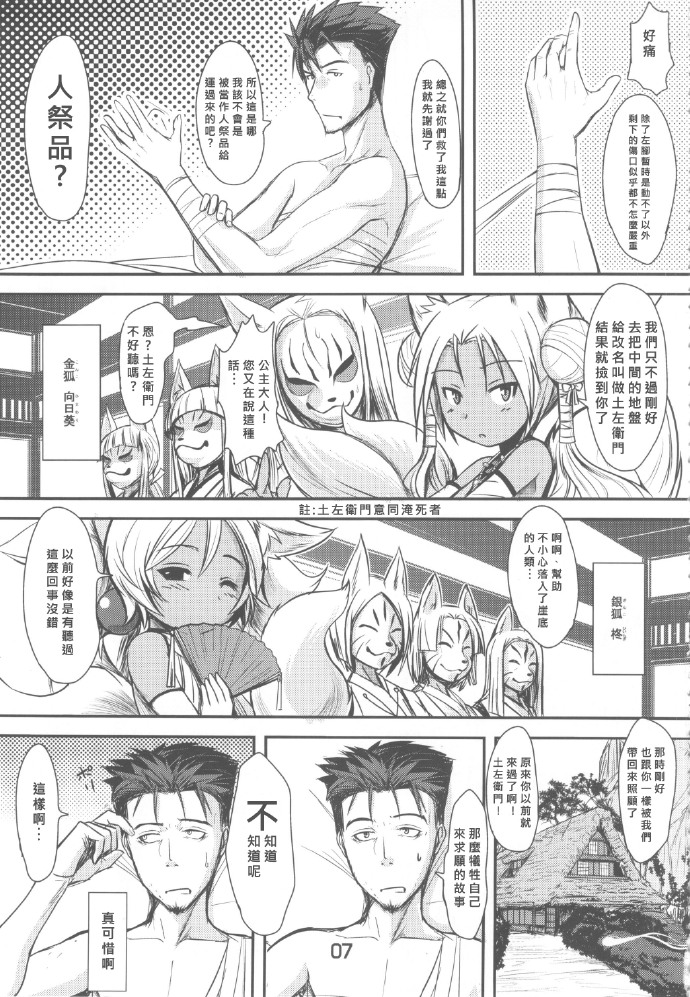 好痛
除了左腳暫時是動不了以外
剩下的傷口似乎都不怎麼嚴重
總之就你們救了我這點
我就先謝過了
所以這是哪
我該不會是
被當作人祭品給
運過來的吧?
人祭品?
我們只不過剛好
去把中間的地盤
給改名叫做土左衛門
結果就撿到你了
公主大人!
您又在說這種
話…
恩?土左衛門
不好聽嗎?
金狐 向日葵
註:土左衛門意同淹死者
啊啊、幫助
不小心落入了崖底
的人類…
銀狐 柊
以前好像是有聽過
這麼回事沒錯
那時剛好
也跟你一樣被我們
帶回來照顧了
原來你以前就
來過了啊!
土左衛門!
那麼犧牲自己
來求願的故事
不知道
知道呢
這樣啊…
真可惜啊
07